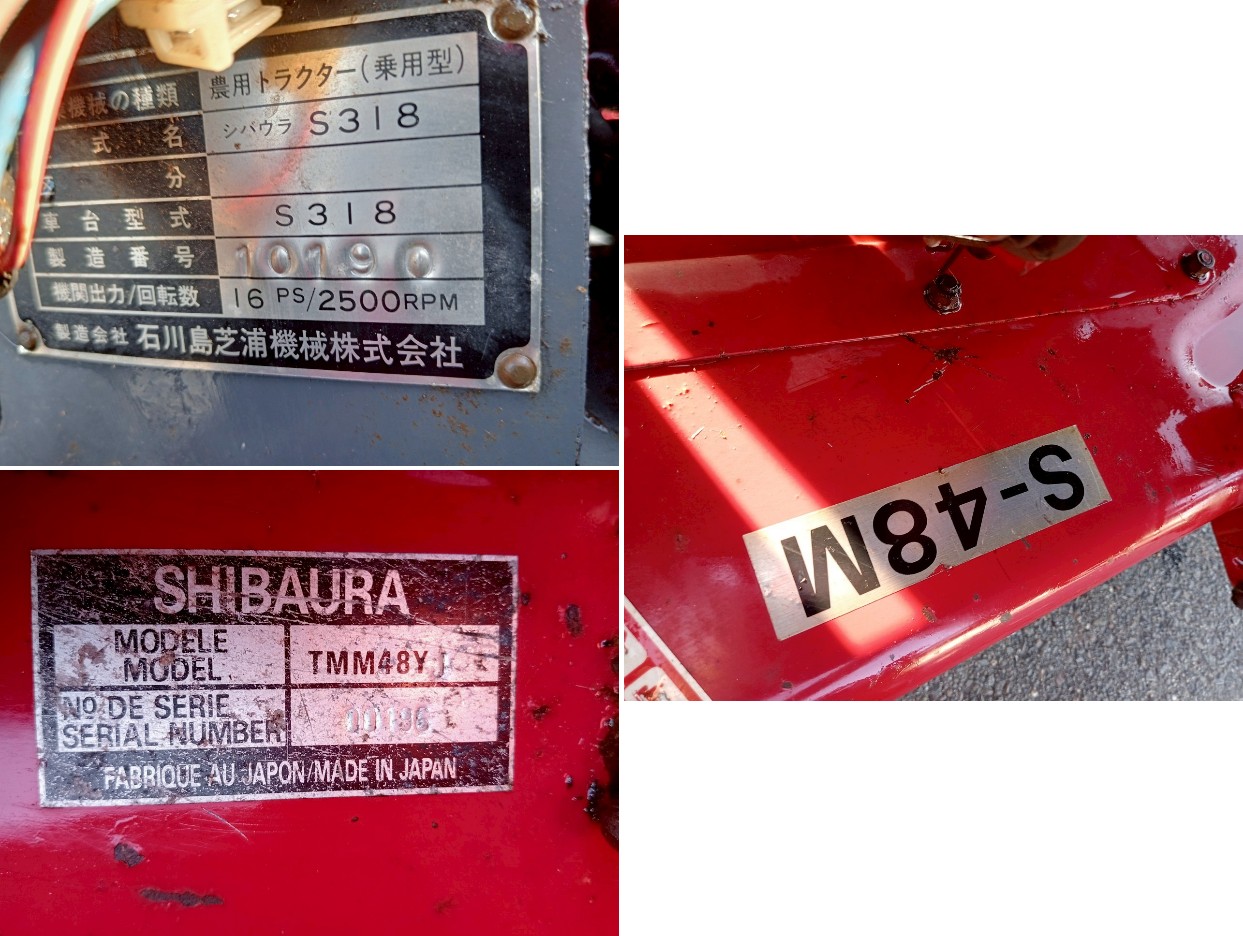 機械の種類 農用トラクター(乗用型)
式名 シバウラ S318
分
車台型式 S318
製造番号 10190
機関出力/回転数 16 PS/2500RPM
製造会社 石川島芝浦機械株式会社
SHIBAURA
MODELE
MODEL
TMM48Y
Nº DE SERIE
SERIAL NUMBER
FABRIQUE AU JAPON/MADE IN JAPAN
S-48M